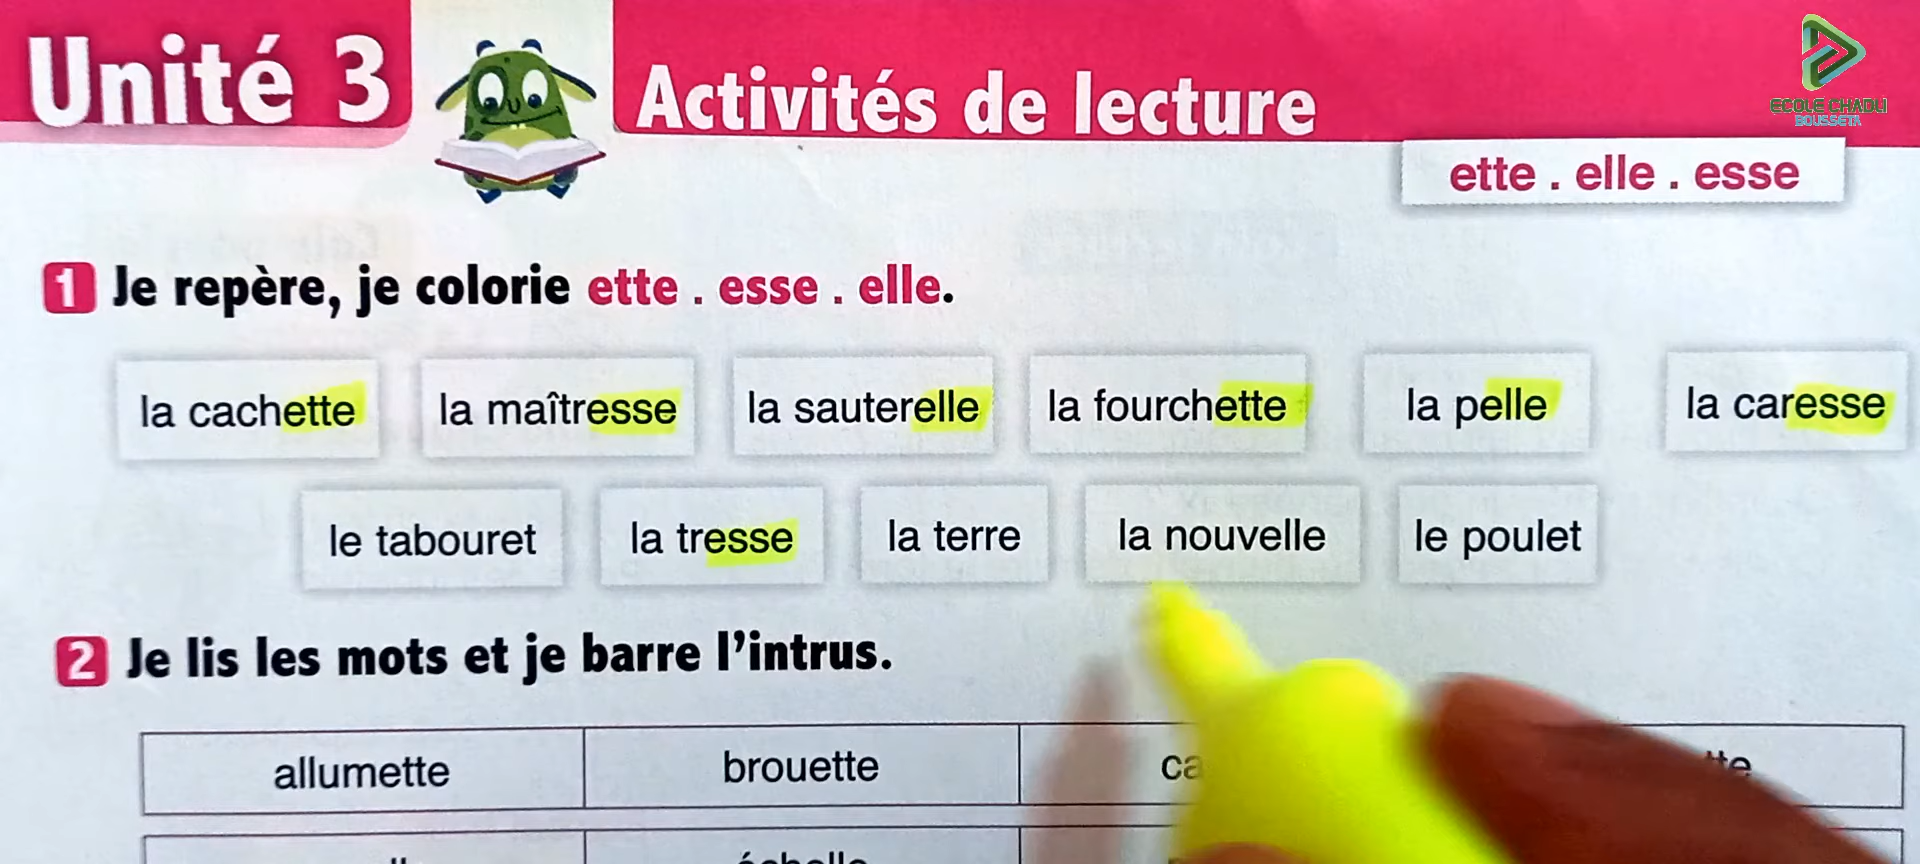 Unité 3
Activités de lecture
ECOLE CHADLI
BOUSSETA
ette . elle . esse
1 Je repère, je colorie ette . esse . elle.
la cachette la maîtresse la sauterelle la fourchette la pelle la caresse
le tabouret la tresse la terre la nouvelle le poulet
2 Je lis les mots et je barre l'intrus.
allumette brouette